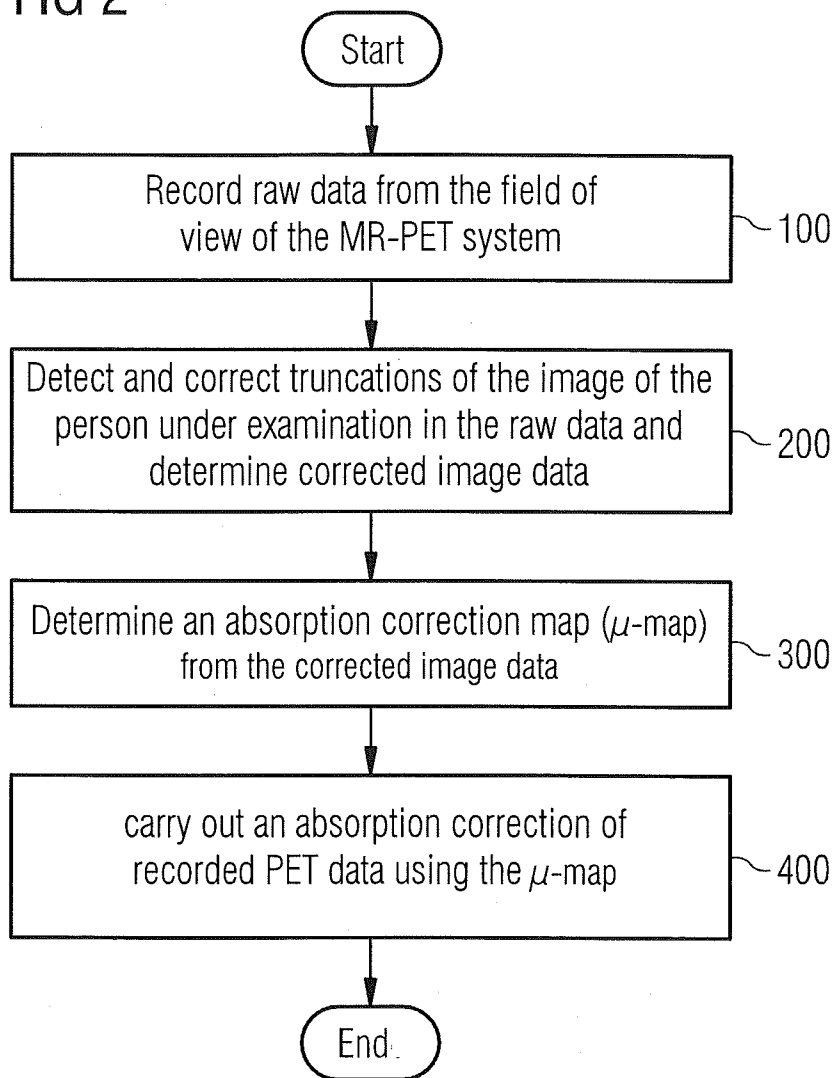 FIG 2
Start
Record raw data from the field of
view of the MR-PET system
100
Detect and correct truncations of the image of the
person under examination in the raw data and
determine corrected image data
200
Determine an absorption correction map (μ-map)
from the corrected image data
300
carry out an absorption correction of
recorded PET data using the μ-map
400
End